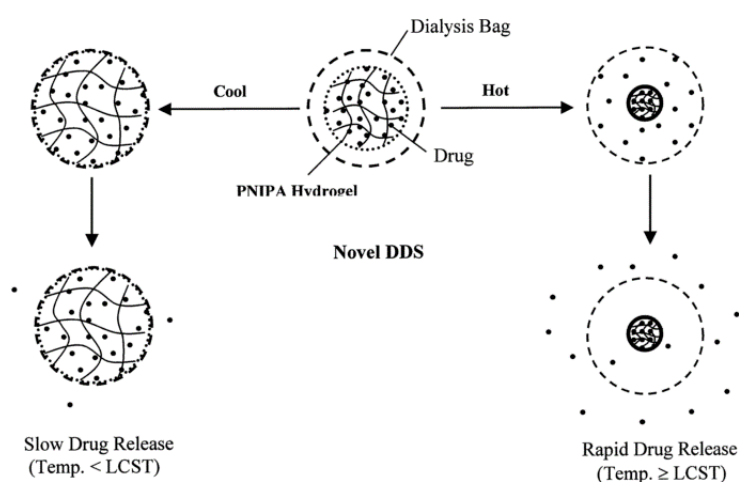 Dialysis Bag
Cool
Hot
Drug
PNIPA Hydrogel
Novel DDS
Slow Drug Release
(Temp. < LCST)
Rapid Drug Release
(Temp. ≥ LCST)